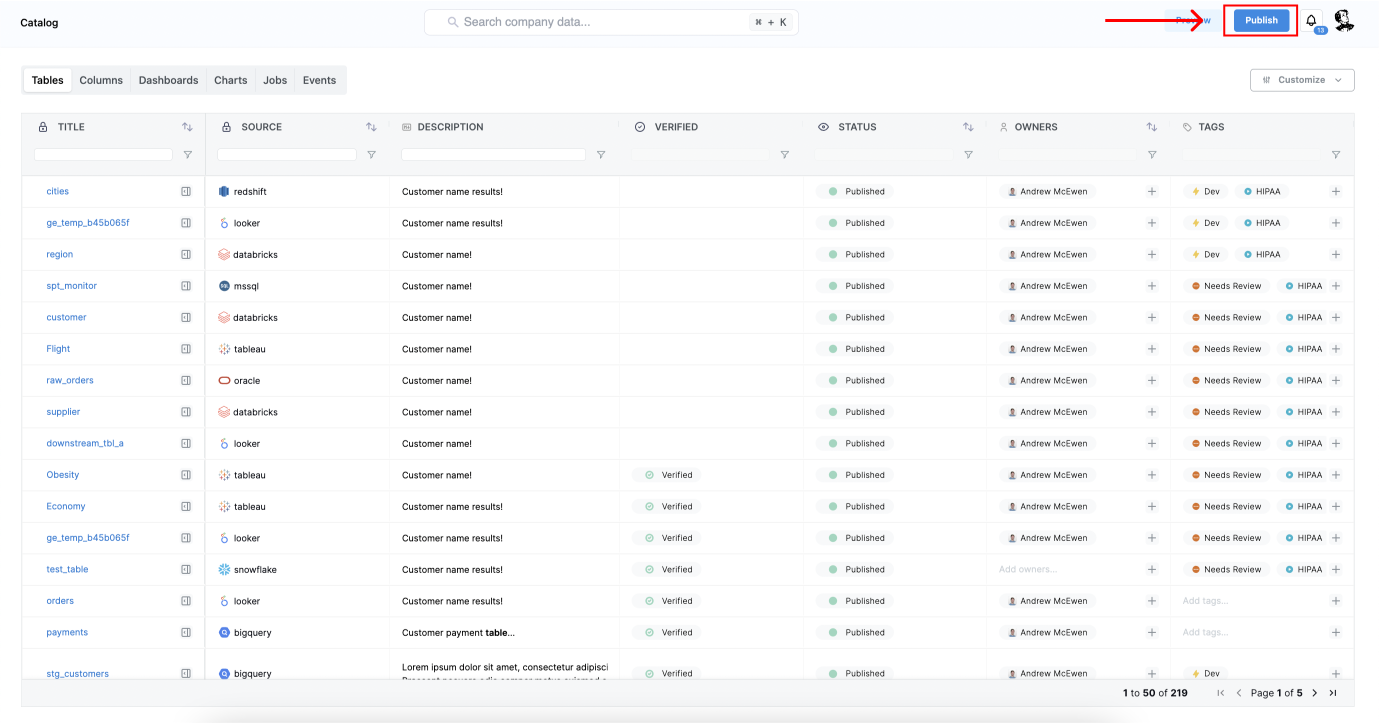 Catalog
Search company data...
⌘ + K
Publish
13
Tables Columns Dashboards Charts Jobs Events
Customize
TITLE SOURCE DESCRIPTION VERIFIED STATUS OWNERS TAGS
cities redshift Customer name results! Published Andrew McEwen + Dev HIPAA +
ge_temp_b45b065f looker Customer name results! Published Andrew McEwen + Dev HIPAA +
region databricks Customer name! Published Andrew McEwen + Dev HIPAA +
spt_monitor mssql Customer name! Published Andrew McEwen + Needs Review HIPAA +
customer databricks Customer name! Published Andrew McEwen + Needs Review HIPAA +
Flight tableau Customer name! Published Andrew McEwen + Needs Review HIPAA +
raw_orders oracle Customer name! Published Andrew McEwen + Needs Review HIPAA +
supplier databricks Customer name! Published Andrew McEwen + Needs Review HIPAA +
downstream_tbl_a looker Customer name! Published Andrew McEwen + Needs Review HIPAA +
Obesity tableau Customer name! Verified Published Andrew McEwen + Needs Review HIPAA +
Economy tableau Customer name results! Verified Published Andrew McEwen + Needs Review HIPAA +
ge_temp_b45b065f looker Customer name results! Verified Published Andrew McEwen + Needs Review HIPAA +
test_table snowflake Customer name results! Verified Published Add owners... + Needs Review HIPAA +
orders looker Customer name results! Verified Published Andrew McEwen + Add tags... +
payments bigquery Customer payment table... Verified Published Andrew McEwen + Add tags... +
stg_customers bigquery Lorem ipsum dolor sit amet, consectetur adipisci Verified Published Andrew McEwen + Dev +
1 to 50 of 219 Page 1 of 5